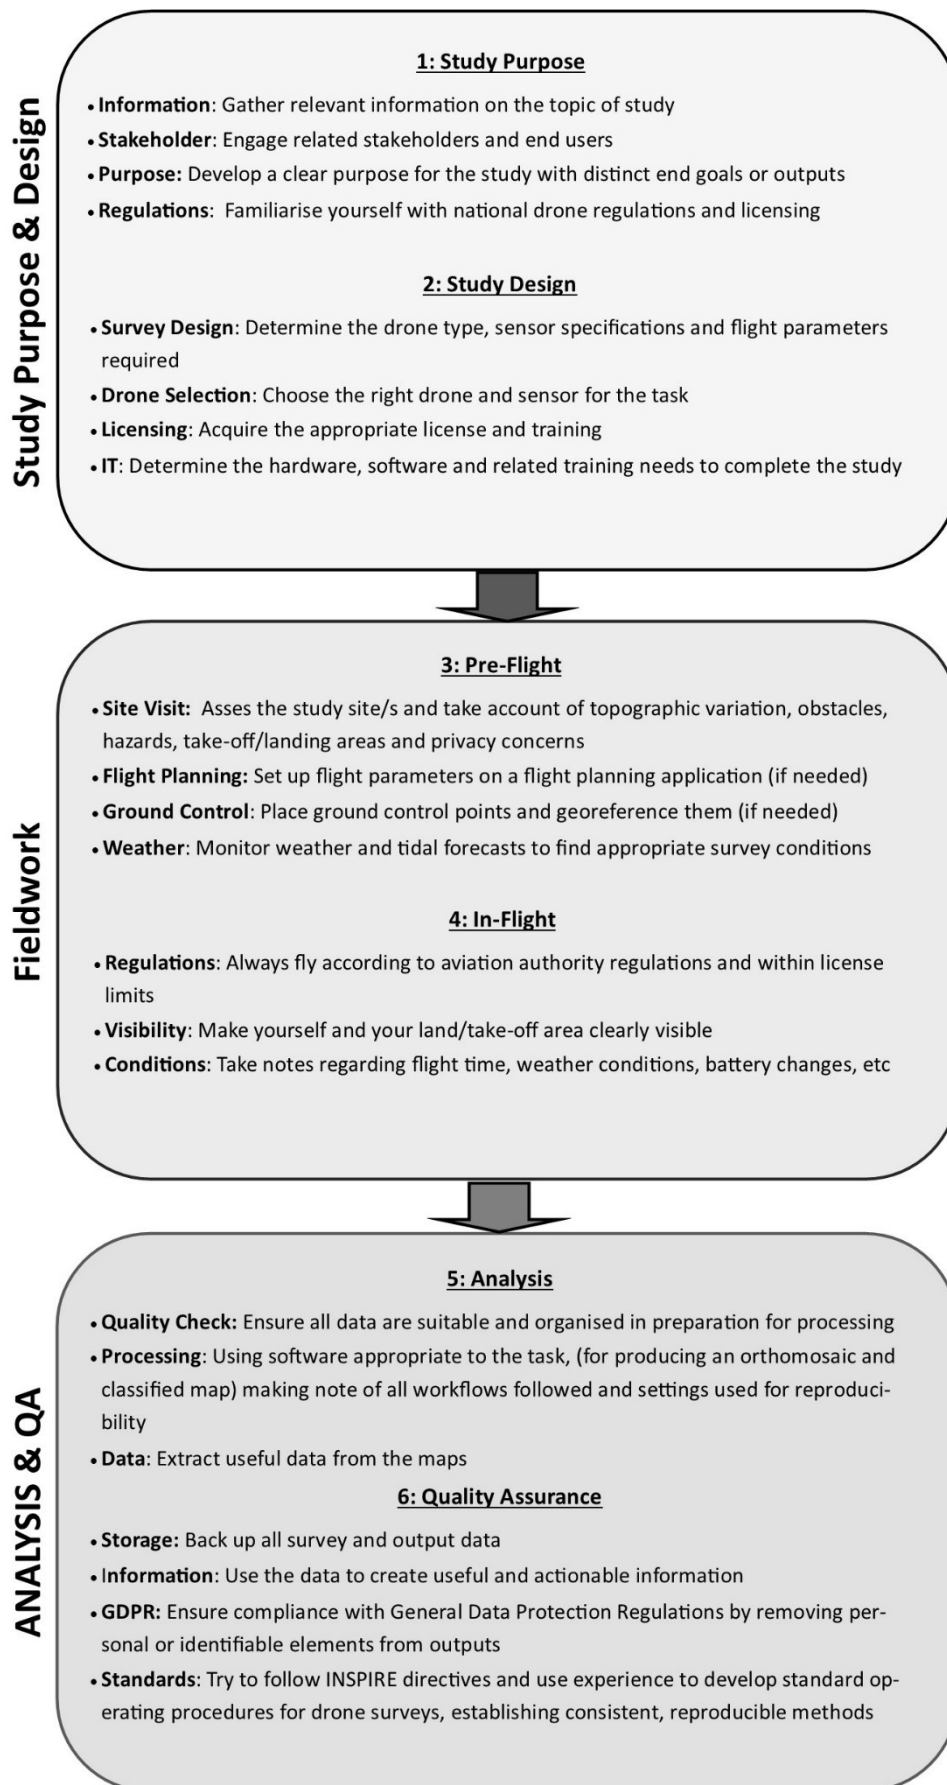 Study Purpose & Design
1: Study Purpose
• Information: Gather relevant information on the topic of study
• Stakeholder: Engage related stakeholders and end users
• Purpose: Develop a clear purpose for the study with distinct end goals or outputs
• Regulations: Familiarise yourself with national drone regulations and licensing
2: Study Design
• Survey Design: Determine the drone type, sensor specifications and flight parameters
required
• Drone Selection: Choose the right drone and sensor for the task
• Licensing: Acquire the appropriate license and training
• IT: Determine the hardware, software and related training needs to complete the study
Fieldwork
3: Pre-Flight
• Site Visit: Asses the study site/s and take account of topographic variation, obstacles,
hazards, take-off/landing areas and privacy concerns
• Flight Planning: Set up flight parameters on a flight planning application (if needed)
• Ground Control: Place ground control points and georeference them (if needed)
• Weather: Monitor weather and tidal forecasts to find appropriate survey conditions
4: In-Flight
• Regulations: Always fly according to aviation authority regulations and within license
limits
• Visibility: Make yourself and your land/take-off area clearly visible
• Conditions: Take notes regarding flight time, weather conditions, battery changes, etc
ANALYSIS & QA
5: Analysis
• Quality Check: Ensure all data are suitable and organised in preparation for processing
• Processing: Using software appropriate to the task, (for producing an orthomosaic and
classified map) making note of all workflows followed and settings used for reproduci-
bility
• Data: Extract useful data from the maps
6: Quality Assurance
• Storage: Back up all survey and output data
• Information: Use the data to create useful and actionable information
• GDPR: Ensure compliance with General Data Protection Regulations by removing per-
sonal or identifiable elements from outputs
• Standards: Try to follow INSPIRE directives and use experience to develop standard op-
erating procedures for drone surveys, establishing consistent, reproducible methods